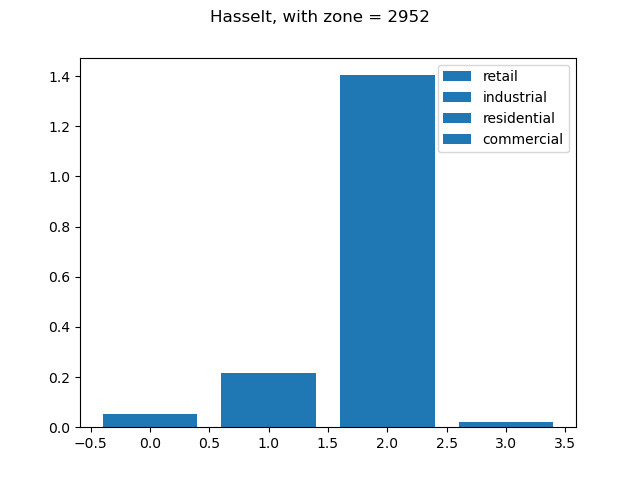 Hasselt, with zone = 2952
retail
industrial
residential
commercial
1.4
1.2
1.0
0.8
0.6
0.4
0.2
0.0
−0.5 0.0 0.5 1.0 1.5 2.0 2.5 3.0 3.5